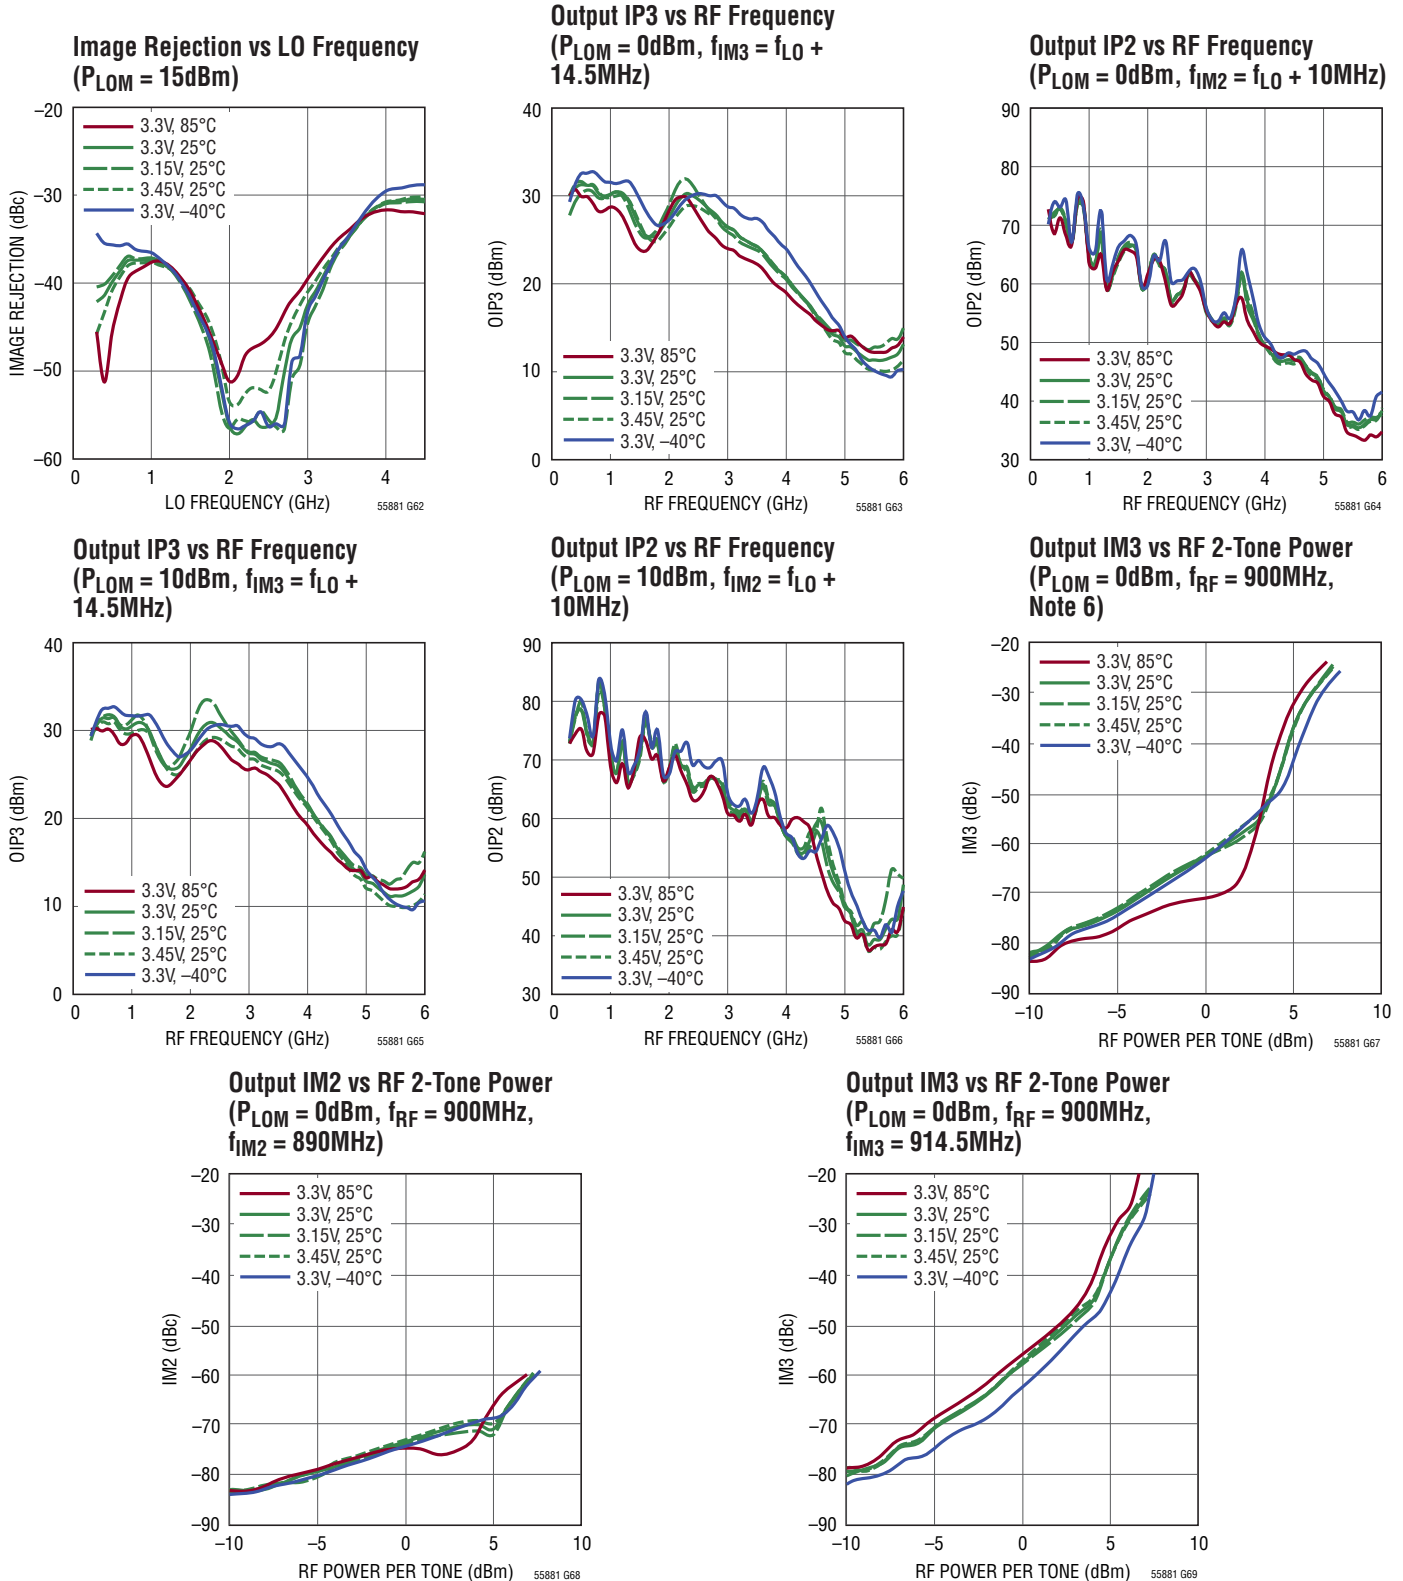 Image Rejection vs LO Frequency
(PLOM = 15dBm)
–20
–30
–40
–50
–60
IMAGE REJECTION (dBc)
3.3V, 85°C
3.3V, 25°C
3.15V, 25°C
3.45V, 25°C
3.3V, –40°C
0 1 2 3 4
LO FREQUENCY (GHz)
55881 G62
Output IP3 vs RF Frequency
(PLOM = 0dBm, fIM3 = fLO +
14.5MHz)
40
30
20
10
0
OIP3 (dBm)
3.3V, 85°C
3.3V, 25°C
3.15V, 25°C
3.45V, 25°C
3.3V, –40°C
0 1 2 3 4 5 6
RF FREQUENCY (GHz)
55881 G63
Output IP2 vs RF Frequency
(PLOM = 0dBm, fIM2 = fLO + 10MHz)
90
80
70
60
50
40
30
OIP2 (dBm)
3.3V, 85°C
3.3V, 25°C
3.15V, 25°C
3.45V, 25°C
3.3V, –40°C
0 1 2 3 4 5 6
RF FREQUENCY (GHz)
55881 G64
Output IP3 vs RF Frequency
(PLOM = 10dBm, fIM3 = fLO +
14.5MHz)
40
30
20
10
0
OIP3 (dBm)
3.3V, 85°C
3.3V, 25°C
3.15V, 25°C
3.45V, 25°C
3.3V, –40°C
0 1 2 3 4 5 6
RF FREQUENCY (GHz)
55881 G65
Output IP2 vs RF Frequency
(PLOM = 10dBm, fIM2 = fLO +
10MHz)
90
80
70
60
50
40
30
OIP2 (dBm)
3.3V, 85°C
3.3V, 25°C
3.15V, 25°C
3.45V, 25°C
3.3V, –40°C
0 1 2 3 4 5 6
RF FREQUENCY (GHz)
55881 G66
Output IM3 vs RF 2-Tone Power
(PLOM = 0dBm, fRF = 900MHz,
Note 6)
–20
–30
–40
–50
–60
–70
–80
–90
IM3 (dBc)
3.3V, 85°C
3.3V, 25°C
3.15V, 25°C
3.45V, 25°C
3.3V, –40°C
–10 –5 0 5 10
RF POWER PER TONE (dBm)
55881 G67
Output IM2 vs RF 2-Tone Power
(PLOM = 0dBm, fRF = 900MHz,
fIM2 = 890MHz)
–20
–30
–40
–50
–60
–70
–80
–90
IM2 (dBc)
3.3V, 85°C
3.3V, 25°C
3.15V, 25°C
3.45V, 25°C
3.3V, –40°C
–10 –5 0 5 10
RF POWER PER TONE (dBm)
55881 G68
Output IM3 vs RF 2-Tone Power
(PLOM = 0dBm, fRF = 900MHz,
fIM3 = 914.5MHz)
–20
–30
–40
–50
–60
–70
–80
–90
IM3 (dBc)
3.3V, 85°C
3.3V, 25°C
3.15V, 25°C
3.45V, 25°C
3.3V, –40°C
–10 –5 0 5 10
RF POWER PER TONE (dBm)
55881 G69